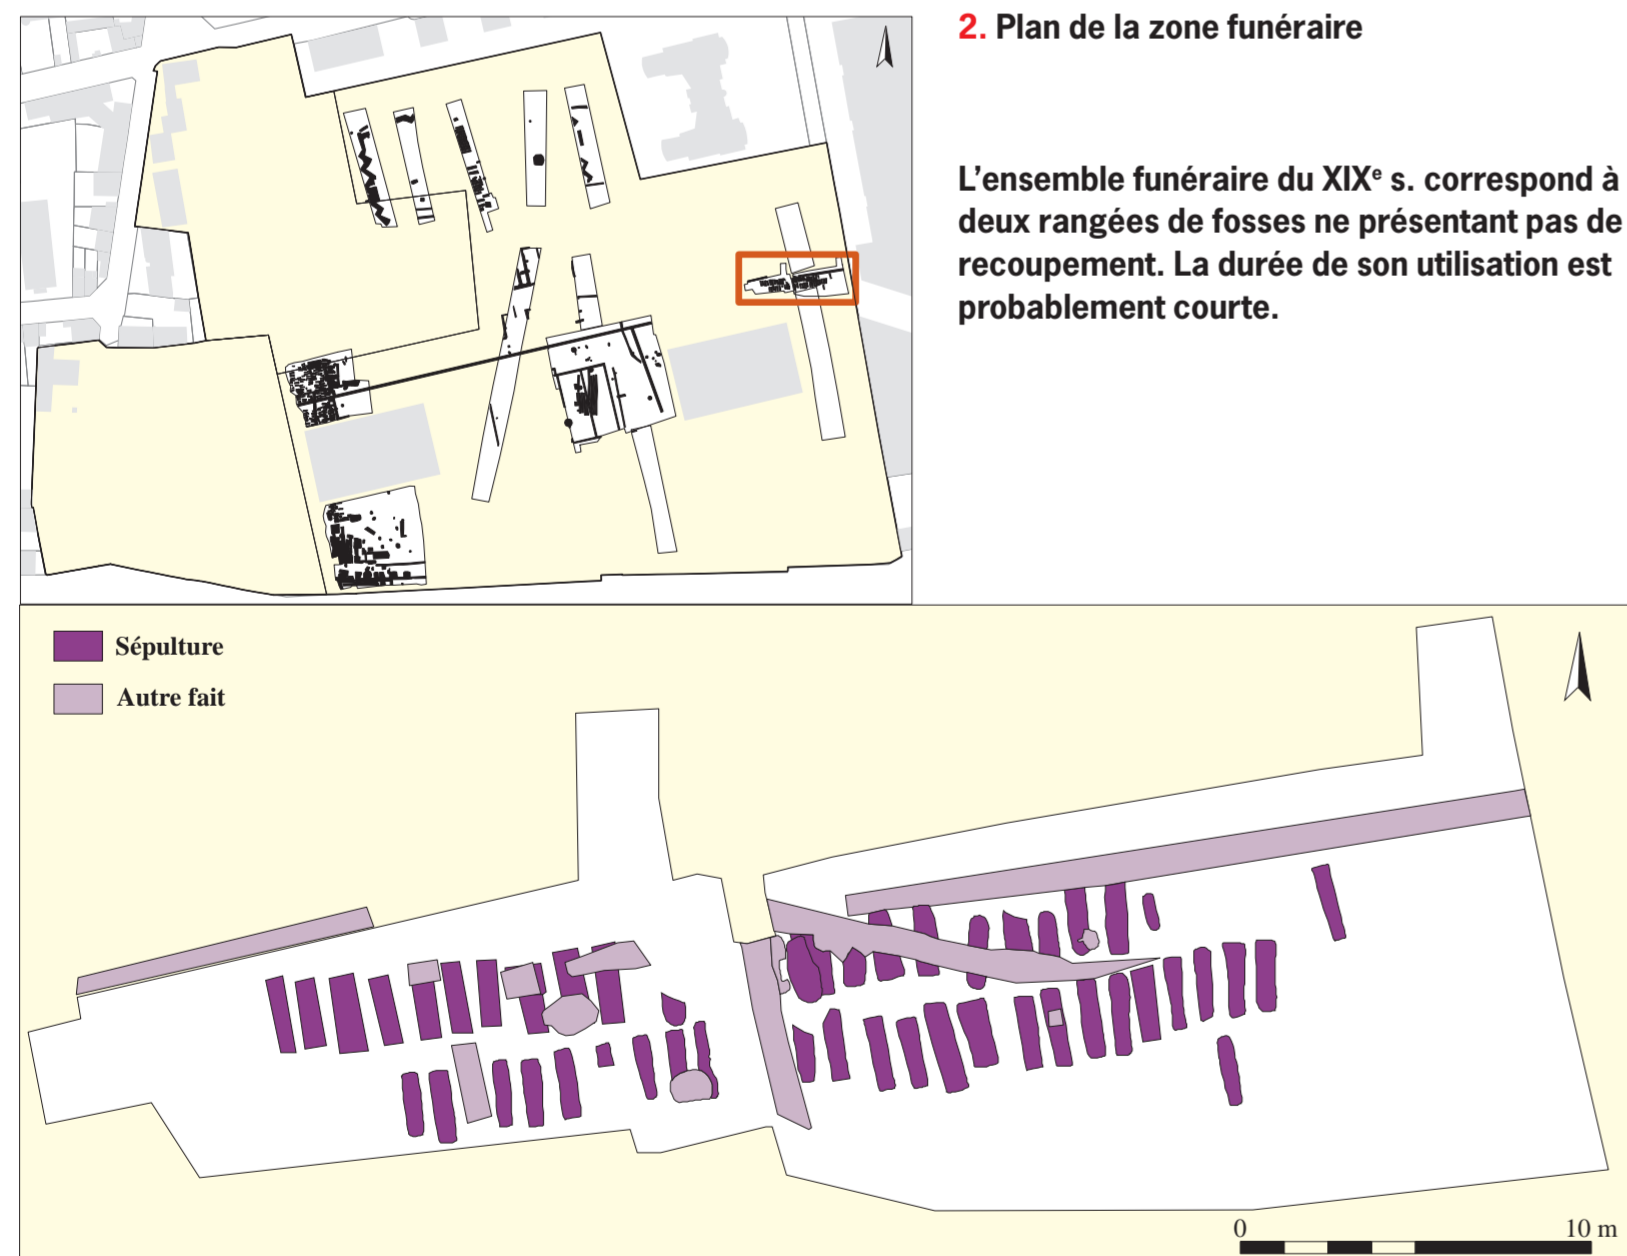 2. Plan de la zone funéraire
L’ensemble funéraire du XIXe s. correspond à
deux rangées de fosses ne présentant pas de
recoupement. La durée de son utilisation est
probablement courte.
Sépulture
Autre fait
0 10 m